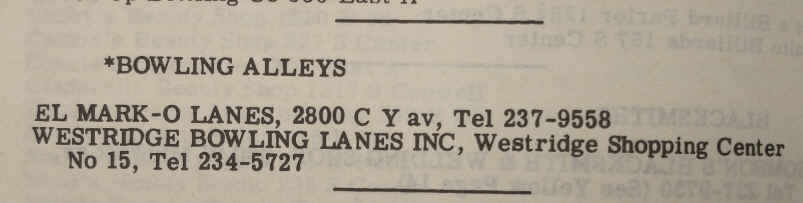 *BOWLING ALLEYS
EL MARK-O LANES, 2800 C Y av, Tel 237-9558
WESTRIDGE BOWLING LANES INC, Westridge Shopping Center
No 15, Tel 234-5727